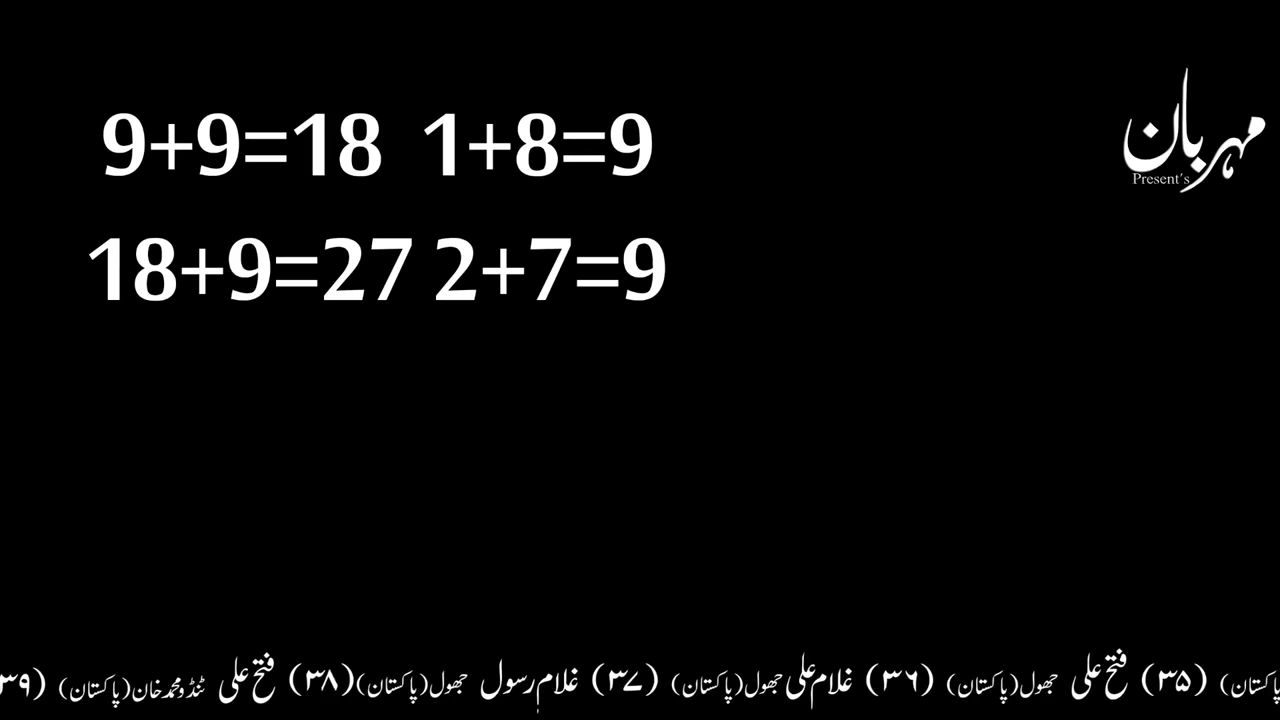 9+9=18 1+8=9
مہربان
Present's
18+9=27 2+7=9
پاکستان) (۳۵) فتح علی جھول(پاکستان) (۳۶) غلام علی جھول(پاکستان) (۳۷) غلام رسول جھول(پاکستان) (۳۸) فتح علی ٹنڈو محمد خان(پاکستان) (۳۹